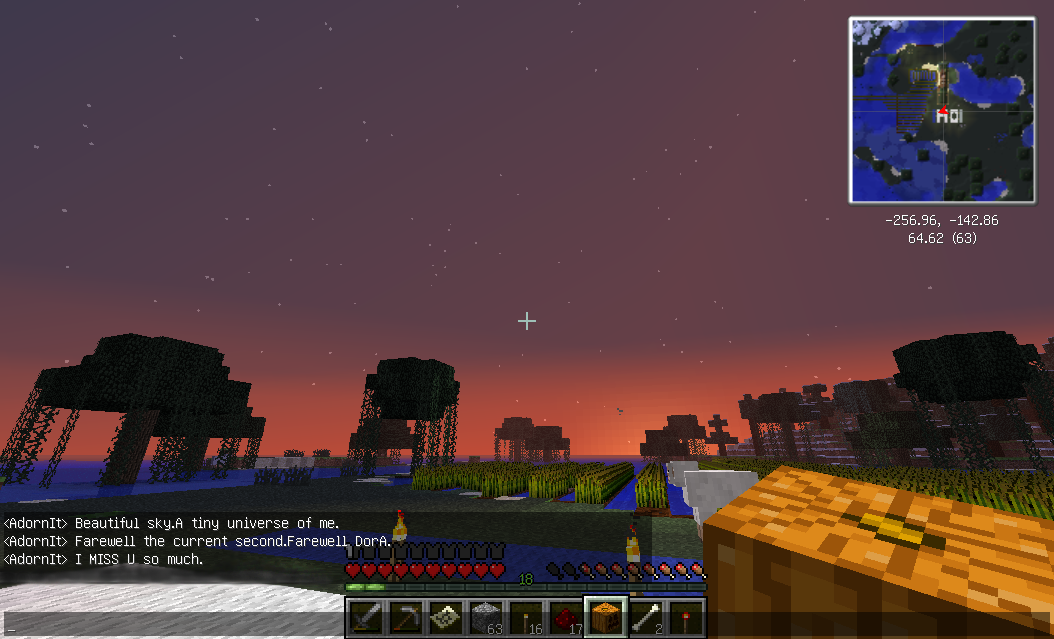 -256.96, -142.86
64.62 (63)
<AdornIt> Beautiful sky.A tiny universe of me.
<AdornIt> Farewell the current second.Farewell DorA.
<AdornIt> I MISS U so much.
18
63 16 17 2
_